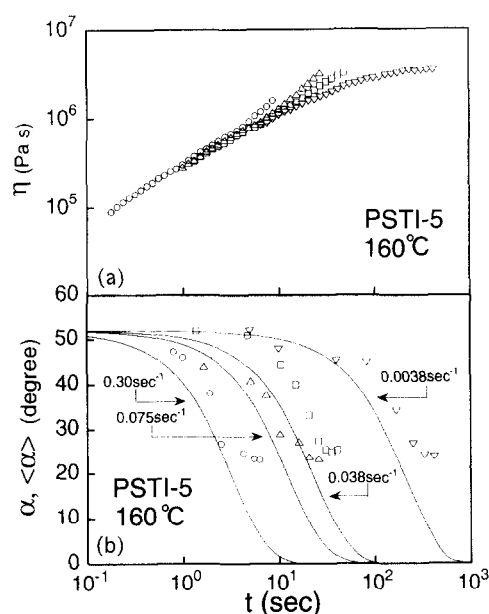 10⁷
10⁶
10⁵
η (Pa s)
PSTI-5
160℃
(a)
60
50
40
30
20
10
0
α, <α> (degree)
0.30sec⁻¹
0.075sec⁻¹
0.0038sec⁻¹
0.038sec⁻¹
PSTI-5
160℃
(b)
10⁻¹ 10⁰ 10¹ 10² 10³
t (sec)